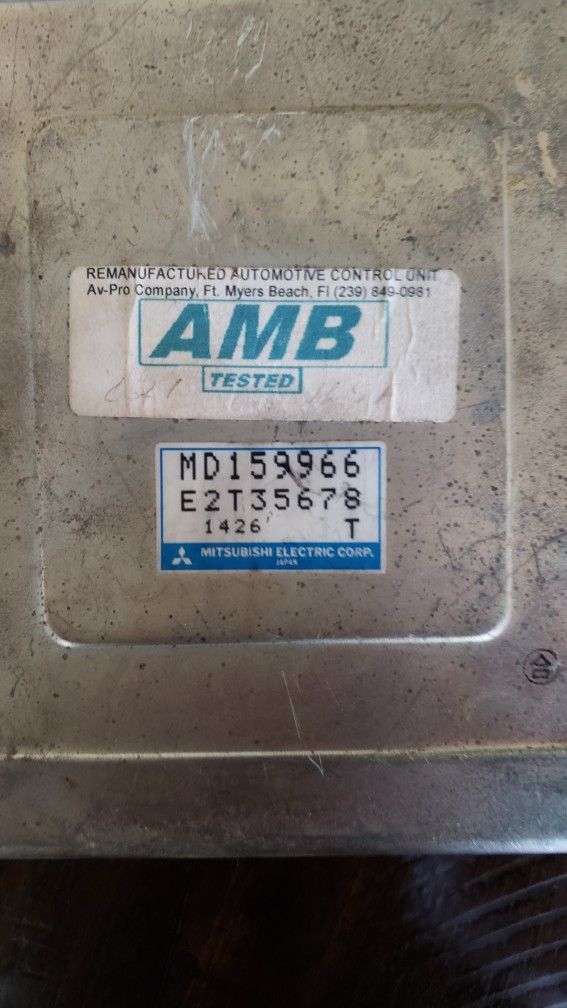 REMANUFACTURED AUTOMOTIVE CONTROL UNIT
Av-Pro Company, Ft. Myers Beach, Fl (239) 849-0981
AMB
TESTED
MD159966
E2T35678
1426 T
MITSUBISHI ELECTRIC CORP.
JAPAN
合